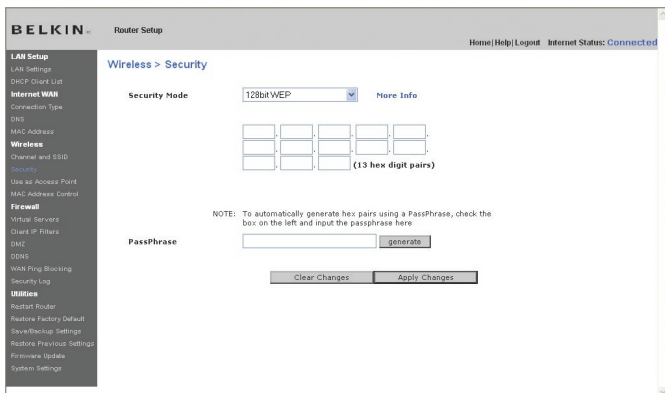 BELKIN
Router Setup
Home|Help|Logout Internet Status: Connected
LAN Setup
LAN Settings
DHCP Client List
Internet WAN
Connection Type
DNS
MAC Address
Wireless
Channel and SSID
Security
Use as Access Point
MAC Address Control
Firewall
Virtual Servers
Client IP Filters
DMZ
DDNS
WAN Ping Blocking
Security Log
Utilities
Restart Router
Restore Factory Default
Save/Backup Settings
Restore Previous Settings
Firmware Update
System Settings
Wireless > Security
Security Mode
128bit WEP
More Info
(13 hex digit pairs)
NOTE: To automatically generate hex pairs using a PassPhrase, check the
box on the left and input the passphrase here
PassPhrase
generate
Clear Changes
Apply Changes